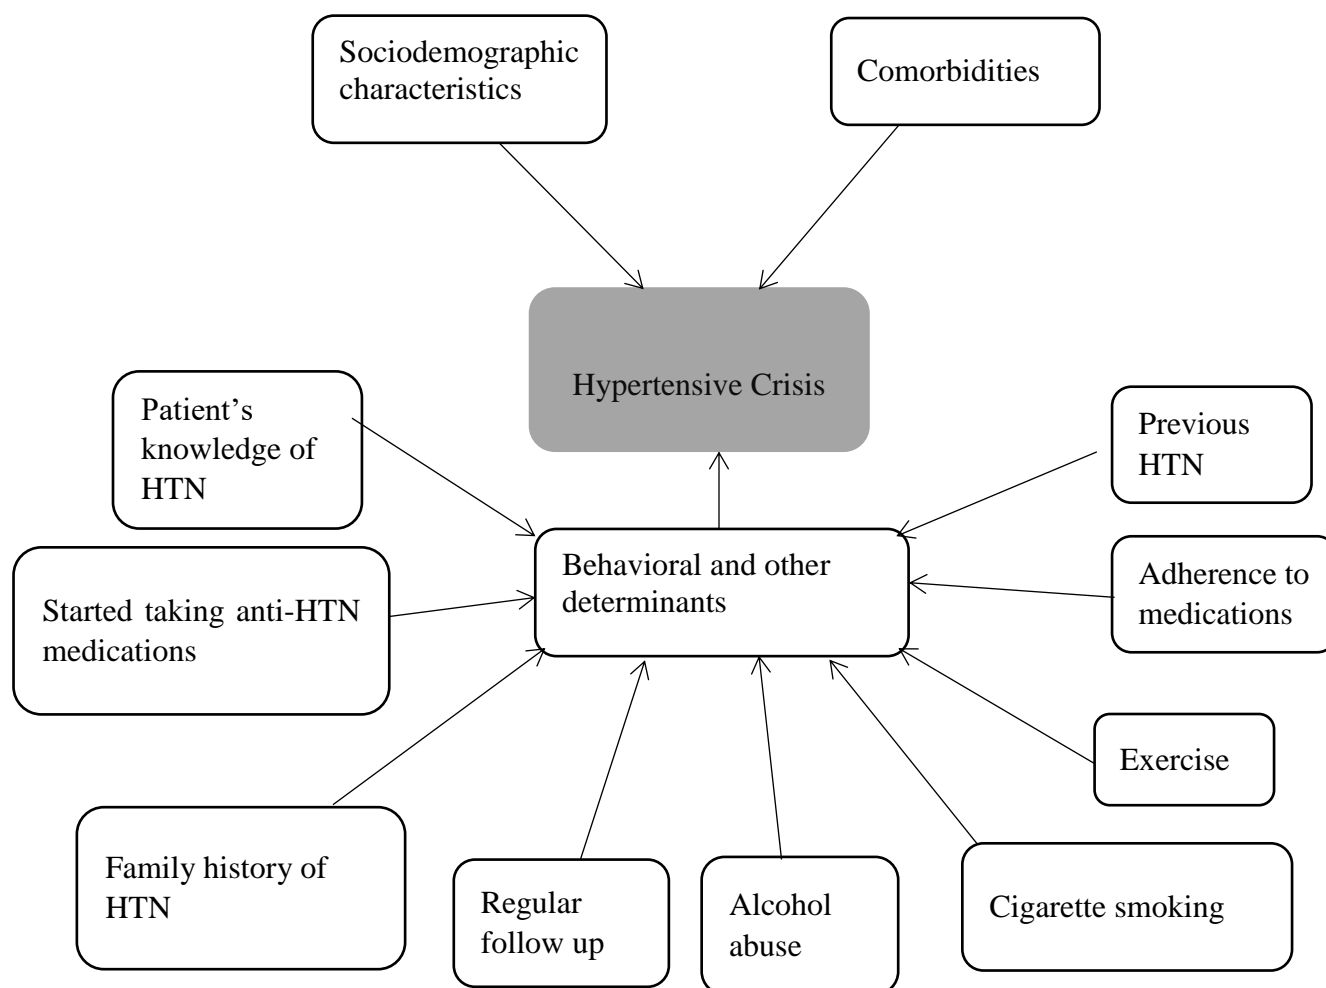 Sociodemographic
characteristics
Comorbidities
Hypertensive Crisis
Patient’s
knowledge of
HTN
Previous
HTN
Behavioral and other
determinants
Adherence to
medications
Started taking anti-HTN
medications
Exercise
Family history of
HTN
Regular
follow up
Alcohol
abuse
Cigarette smoking